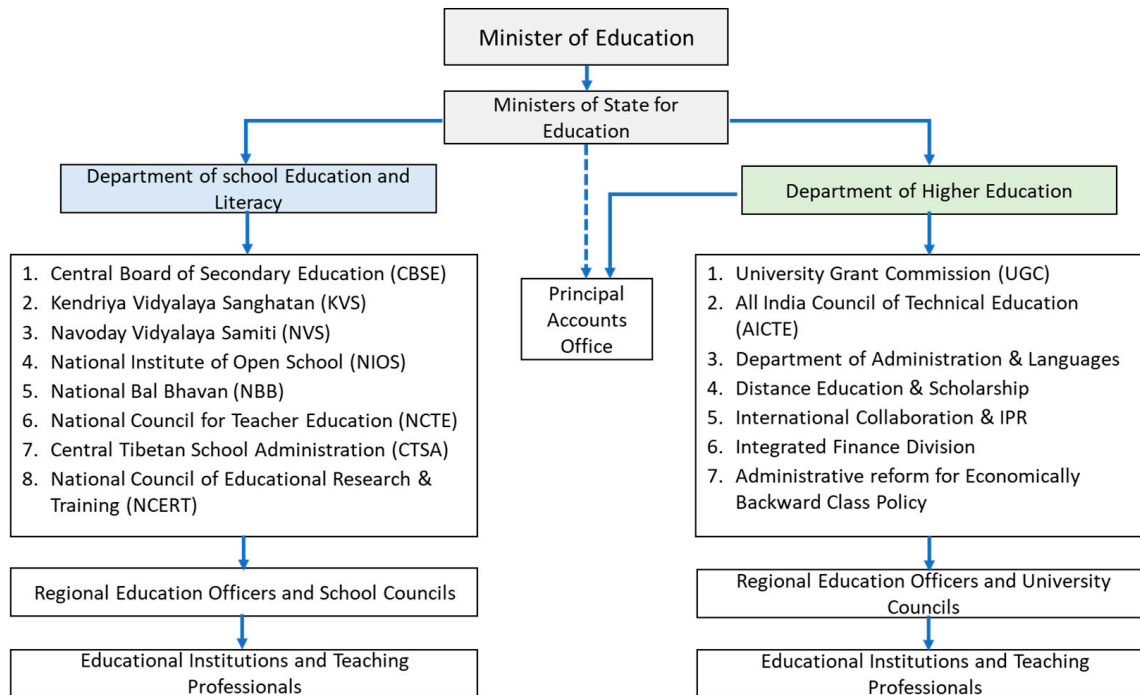 Minister of Education
Ministers of State for
Education
Department of school Education and
Literacy
Department of Higher Education
1. Central Board of Secondary Education (CBSE)
2. Kendriya Vidyalaya Sanghatan (KVS)
3. Navoday Vidyalaya Samiti (NVS)
4. National Institute of Open School (NIOS)
5. National Bal Bhavan (NBB)
6. National Council for Teacher Education (NCTE)
7. Central Tibetan School Administration (CTSA)
8. National Council of Educational Research &
Training (NCERT)
Principal
Accounts
Office
1. University Grant Commission (UGC)
2. All India Council of Technical Education
(AICTE)
3. Department of Administration & Languages
4. Distance Education & Scholarship
5. International Collaboration & IPR
6. Integrated Finance Division
7. Administrative reform for Economically
Backward Class Policy
Regional Education Officers and School Councils
Regional Education Officers and University
Councils
Educational Institutions and Teaching
Professionals
Educational Institutions and Teaching
Professionals